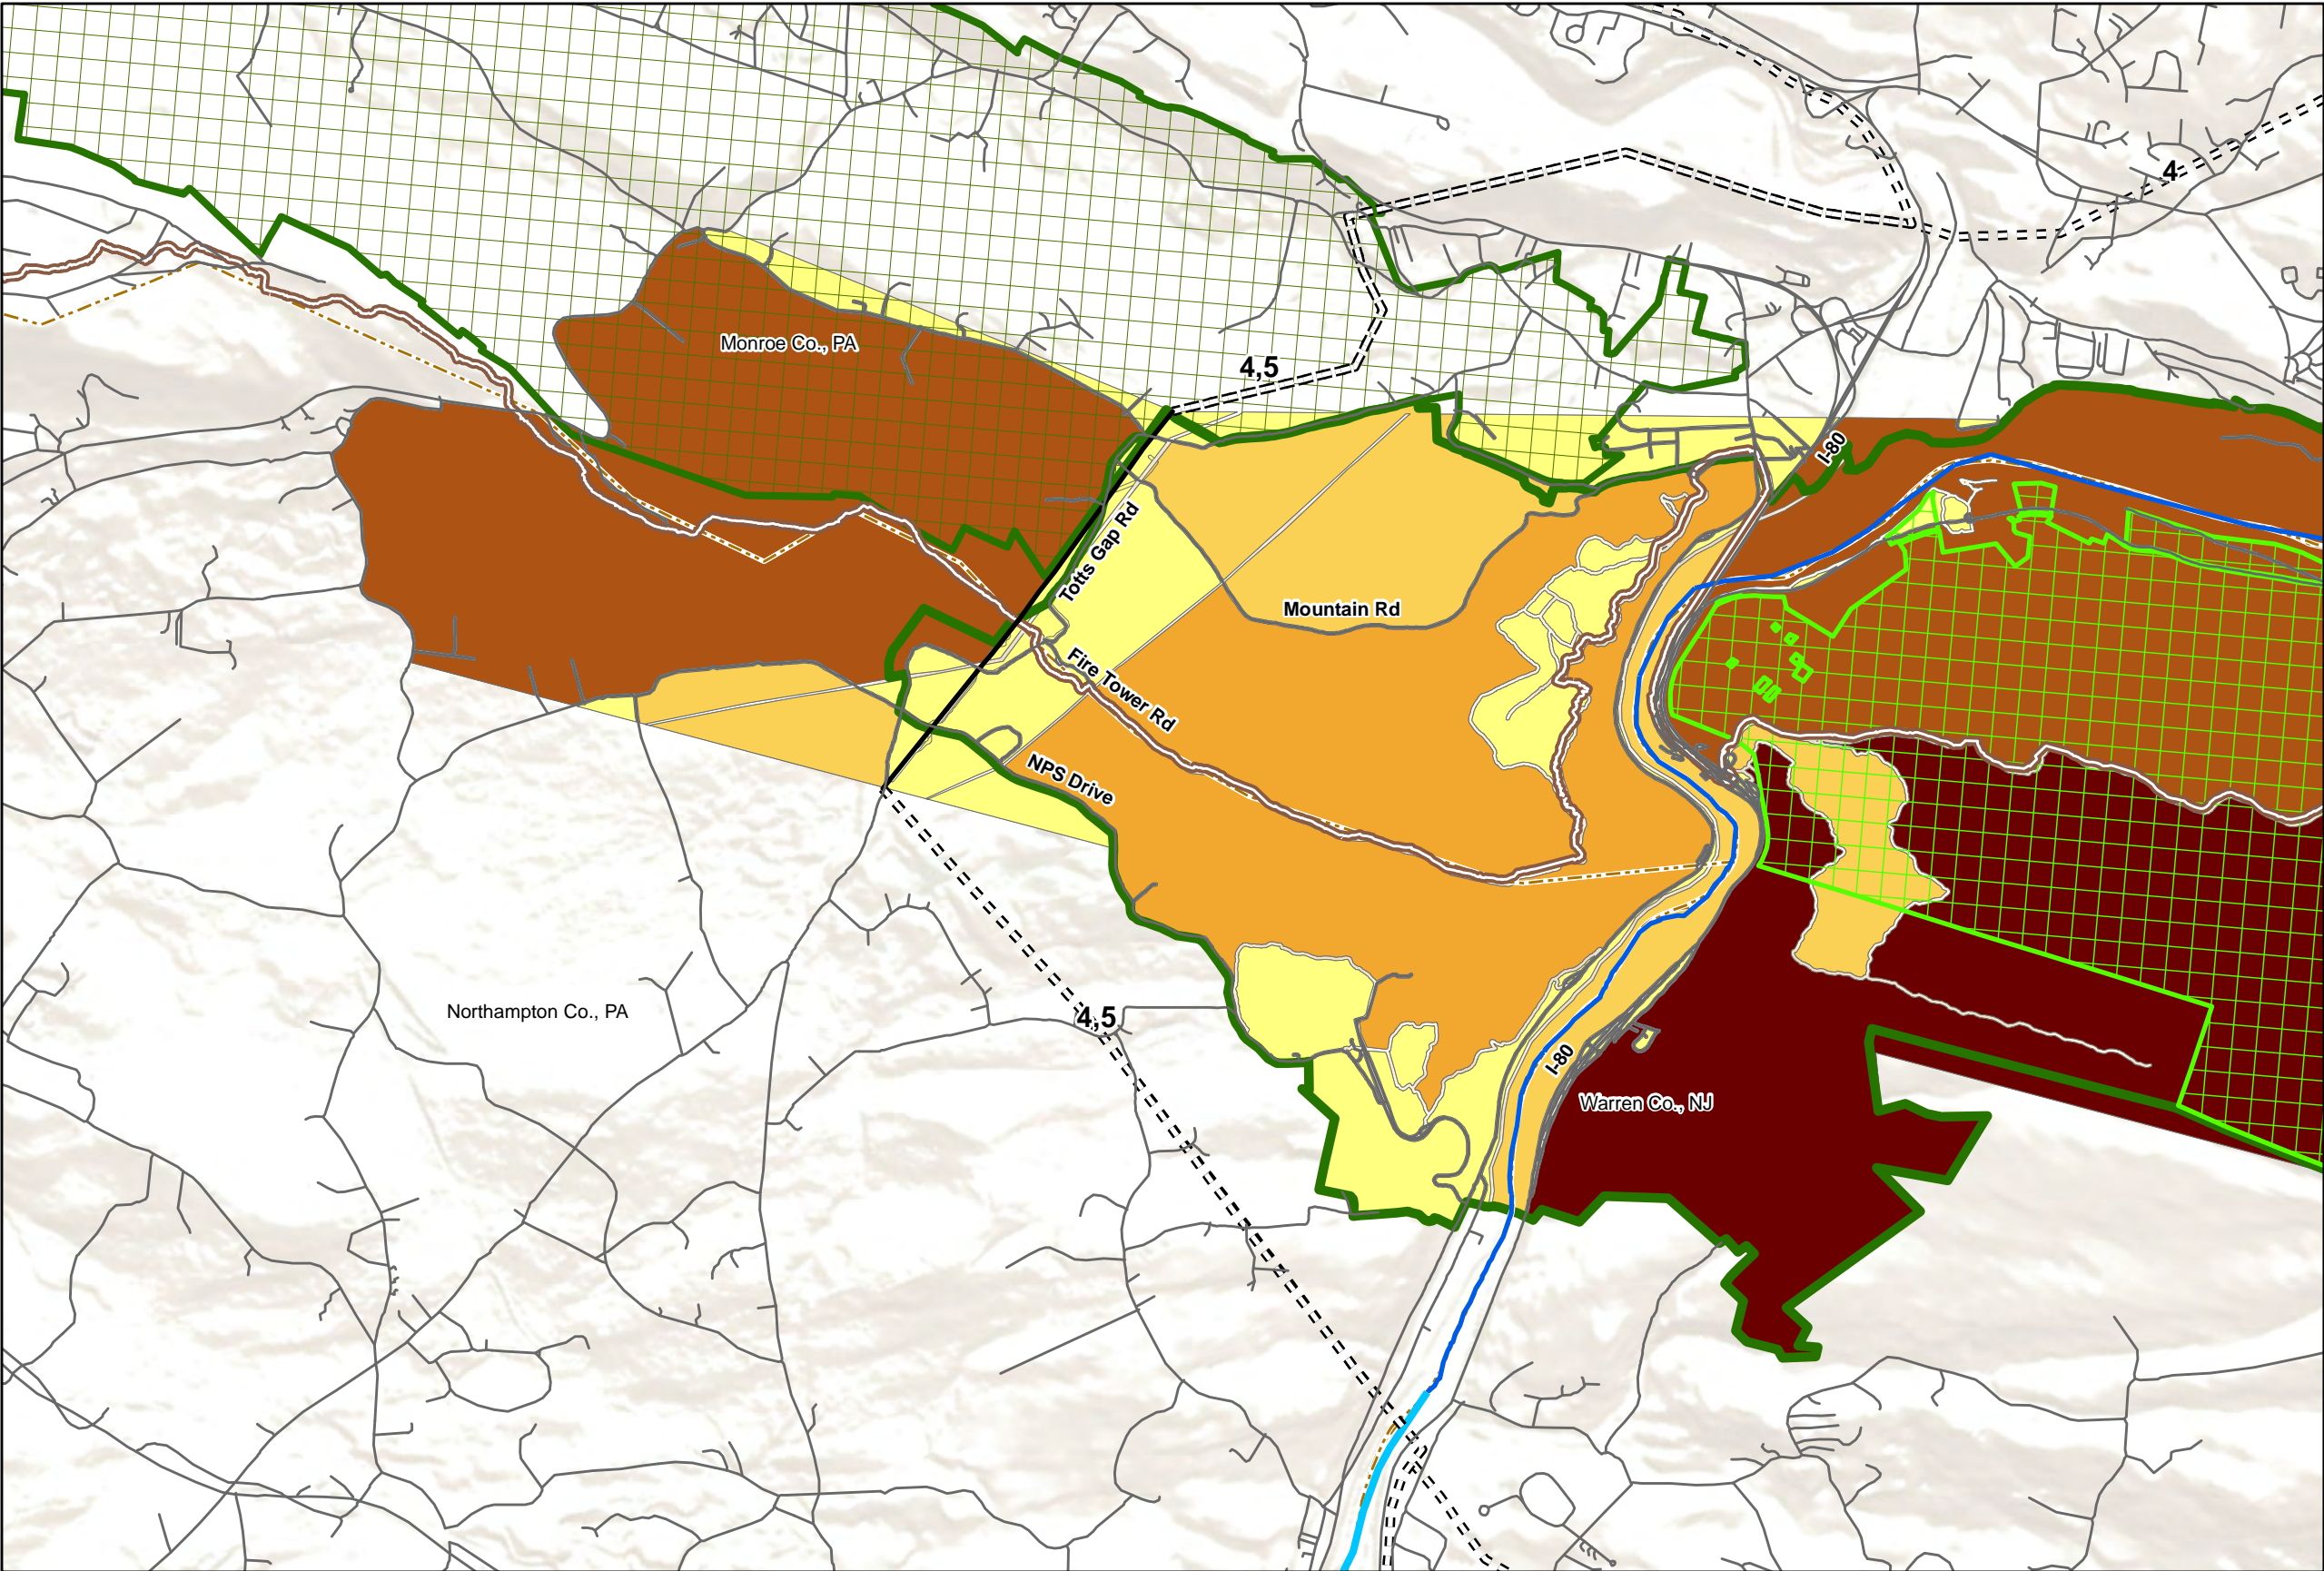 4
Monroe Co., PA
4,5
I-80
Totts Gap Rd
Mountain Rd
Fire Tower Rd
NPS Drive
Northampton Co., PA
4,5
I-80
Warren Co., NJ